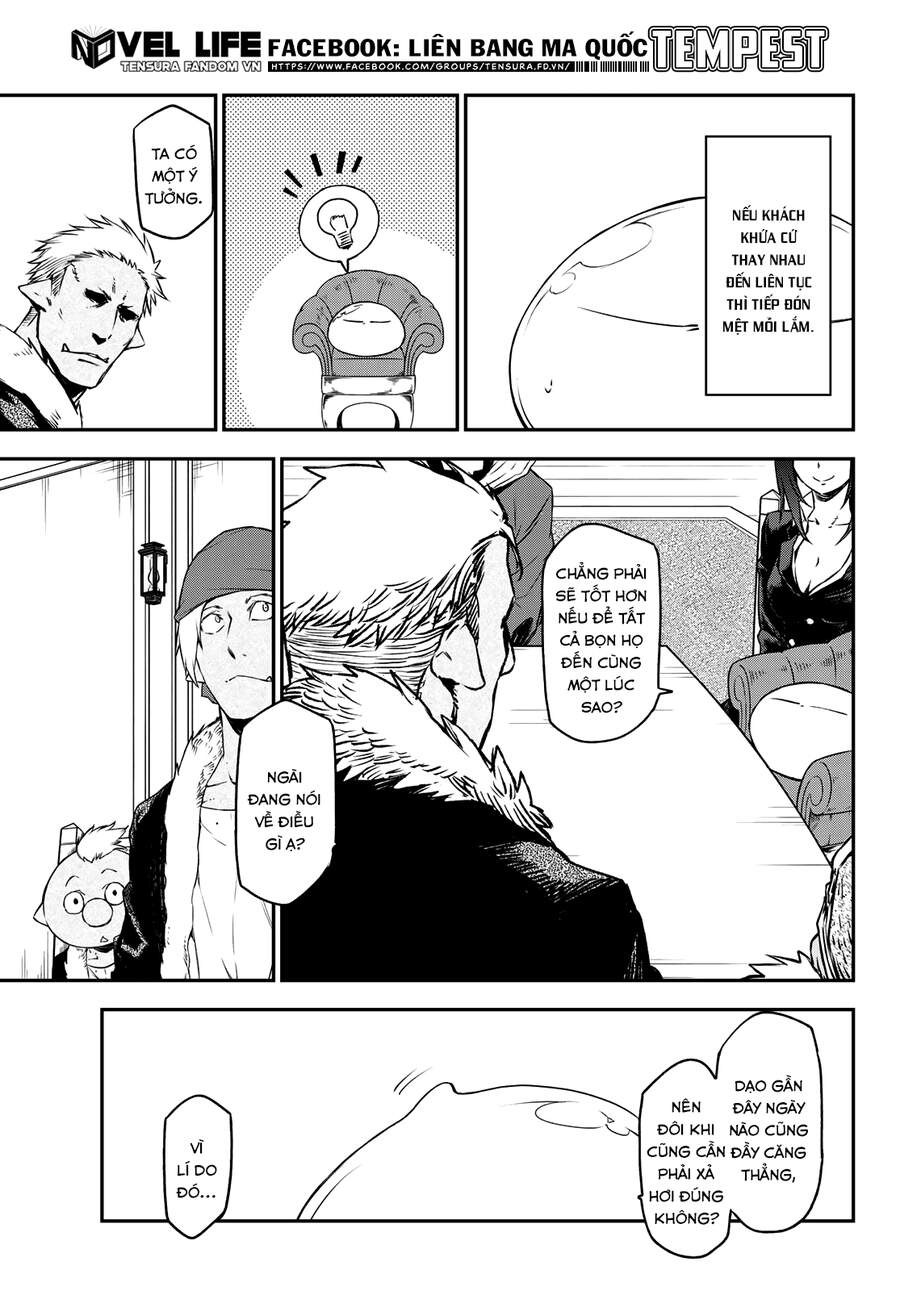 NOVEL LIFE
TENSURA FANDOM VN
FACEBOOK: LIÊN BANG MA QUỐC
HTTPS://WWW.FACEBOOK.COM/GROUPS/TENSURA.FD.VN/
TEMPEST
NẾU KHÁCH
KHỨA CỨ
THAY NHAU
ĐẾN LIÊN TỤC
THÌ TIẾP ĐÓN
MỆT MỎI LẮM.
TA CÓ
MỘT Ý
TƯỞNG.
CHẲNG PHẢI
SẼ TỐT HƠN
NẾU ĐỂ TẤT
CẢ BỌN HỌ
ĐẾN CÙNG
MỘT LÚC
SAO?
NGÀI
ĐANG NÓI
VỀ ĐIỀU
GÌ Ạ?
DẠO GẦN
ĐÂY NGÀY
NÀO CŨNG
ĐẦY CĂNG
THẲNG,
NÊN
ĐÔI KHI
CŨNG CẦN
PHẢI XẢ
HƠI ĐÚNG
KHÔNG?
VÌ
LÍ DO
ĐÓ...